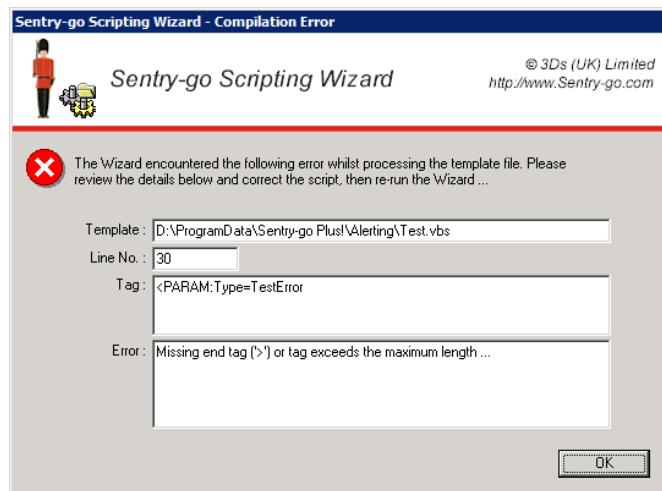 Sentry-go Scripting Wizard - Compilation Error
Sentry-go Scripting Wizard
© 3Ds (UK) Limited
http://www.Sentry-go.com
The Wizard encountered the following error whilst processing the template file. Please
review the details below and correct the script, then re-run the Wizard ...
Template : D:\ProgramData\Sentry-go Plus!\Alerting\Test.vbs
Line No. : 30
Tag : <PARAM:Type=TestError
Error : Missing end tag ('>') or tag exceeds the maximum length ...
OK